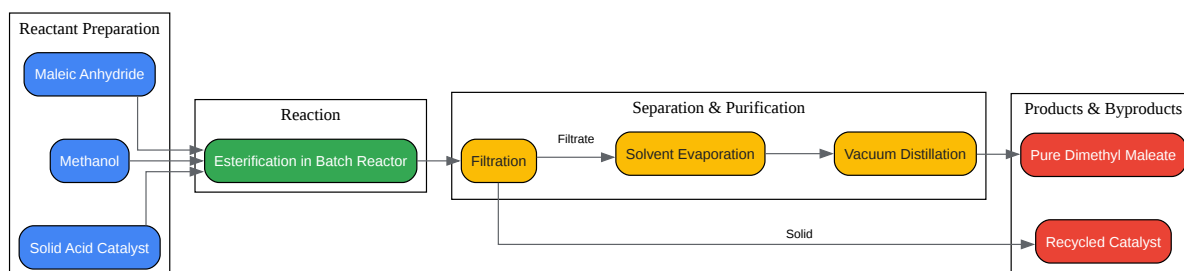 Reactant Preparation
Maleic Anhydride
Methanol
Solid Acid Catalyst
Reaction
Esterification in Batch Reactor
Separation & Purification
Filtration
Filtrate
Solvent Evaporation
Vacuum Distillation
Solid
Products & Byproducts
Pure Dimethyl Maleate
Recycled Catalyst